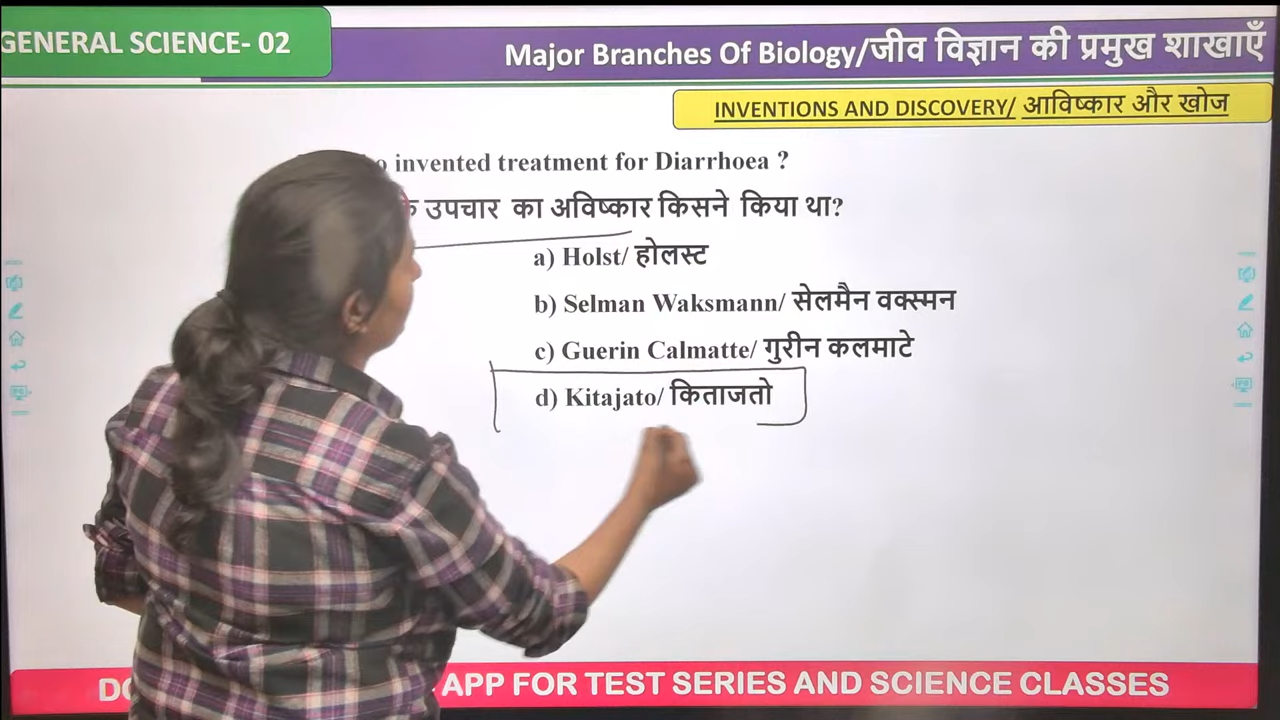 GENERAL SCIENCE- 02
Major Branches Of Biology/जीव विज्ञान की प्रमुख शाखाएँ
INVENTIONS AND DISCOVERY/ आविष्कार और खोज
invented treatment for Diarrhoea ?
उपचार का अविष्कार किसने किया था?
a) Holst/ होलस्ट
b) Selman Waksmann/ सेलमैन वक्स्मन
c) Guerin Calmatte/ गुरीन कलमाटे
d) Kitajato/ किताजतो
APP FOR TEST SERIES AND SCIENCE CLASSES